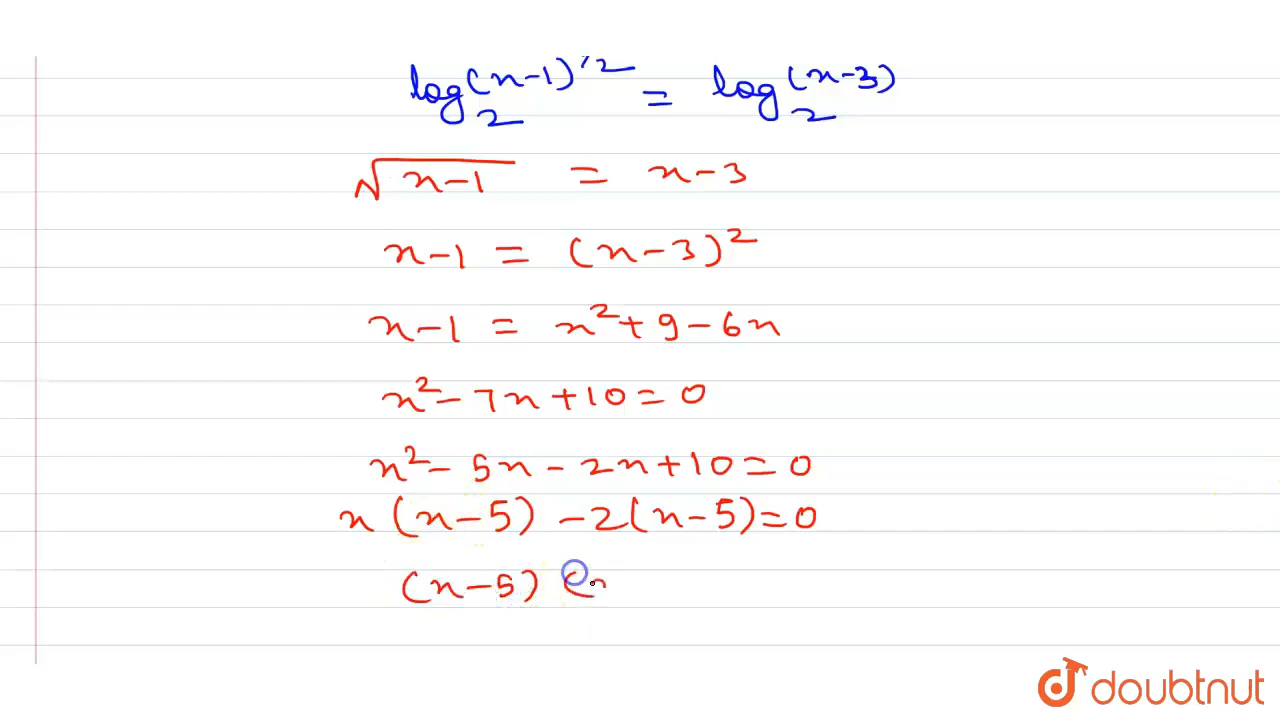 log₂(x-1)^1/2 = log₂(x-3)
√(x-1) = x-3
x-1 = (x-3)²
x-1 = x²+9-6x
x²-7x+10=0
x²-5x-2x+10=0
x(x-5)-2(x-5)=0
(x-5)(
doubtnut